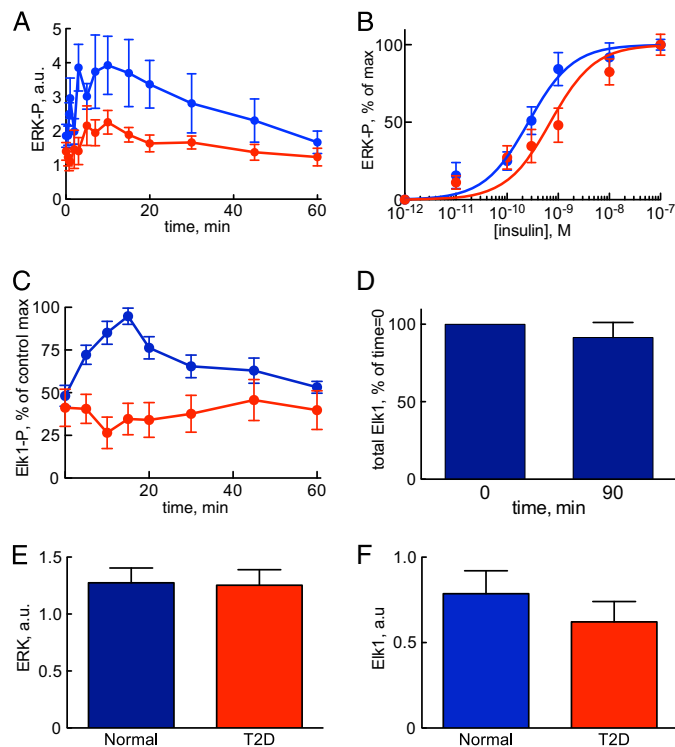 A
ERK-P, a.u.
5
4
3
2
1
0
0 20 40 60
time, min
B
ERK-P, % of max
100
50
0
10⁻¹² 10⁻¹¹ 10⁻¹⁰ 10⁻⁹ 10⁻⁸ 10⁻⁷
[insulin], M
C
Elk1-P, % of control max
100
75
50
25
0
20 40 60
time, min
D
total Elk1, % of time=0
100
50
0
0 90
time, min
E
ERK, a.u.
1.5
1.0
0.5
0.0
Normal T2D
F
Elk1, a.u
1.0
0.5
0.0
Normal T2D